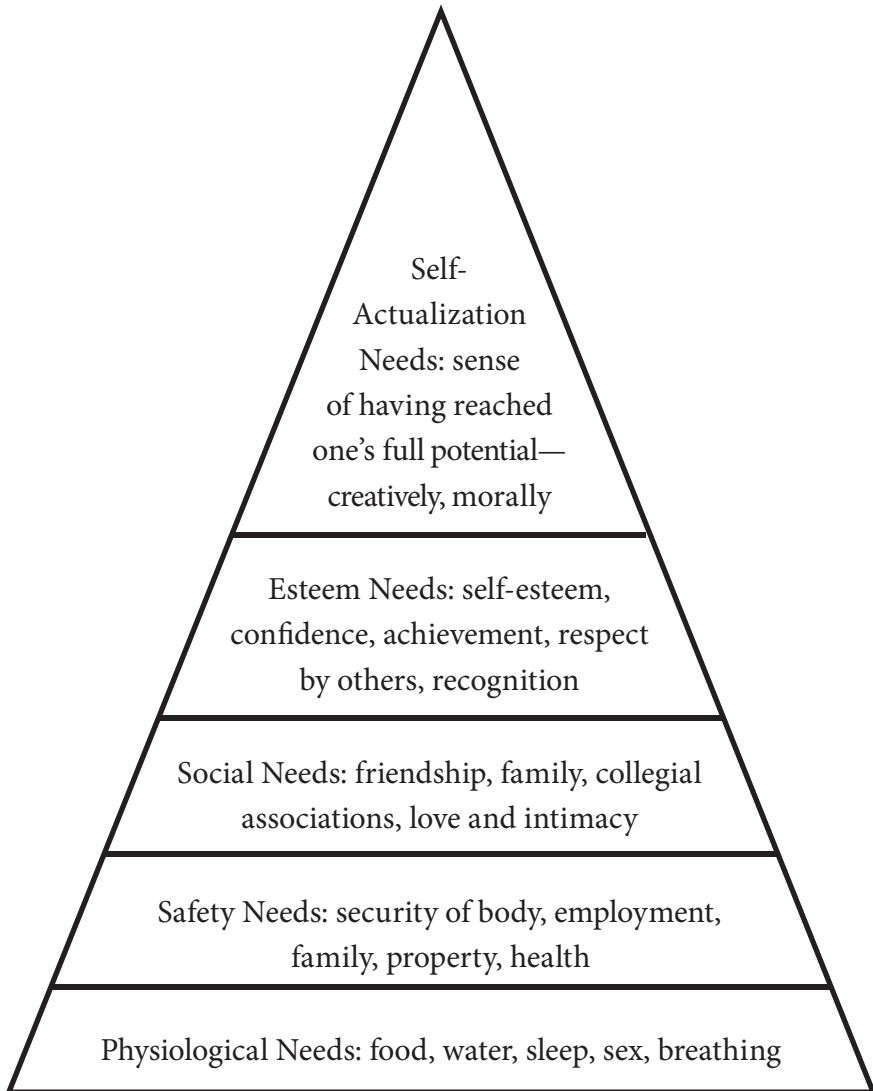 Self-
Actualization
Needs: sense
of having reached
one’s full potential—
creatively, morally
Esteem Needs: self-esteem,
confidence, achievement, respect
by others, recognition
Social Needs: friendship, family, collegial
associations, love and intimacy
Safety Needs: security of body, employment,
family, property, health
Physiological Needs: food, water, sleep, sex, breathing